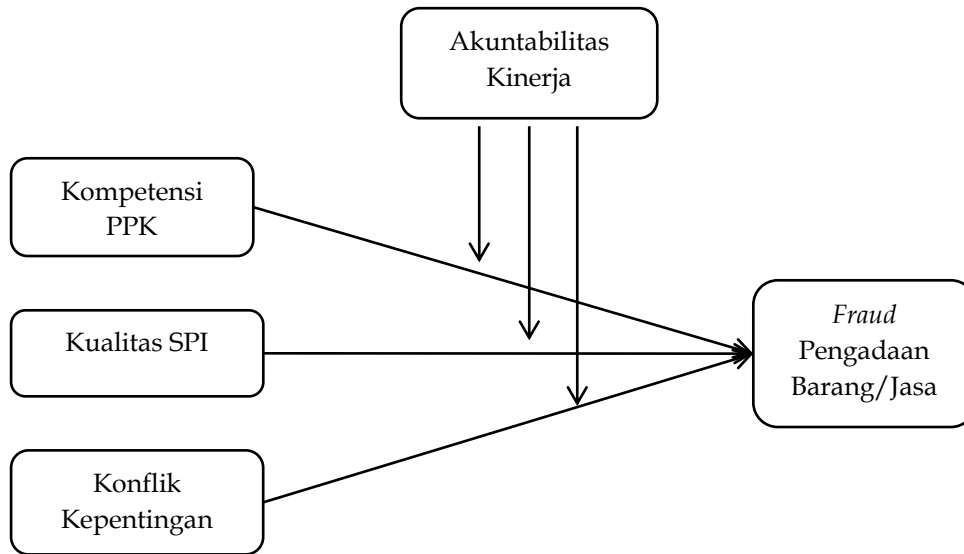 Akuntabilitas
Kinerja
Kompetensi
PPK
Kualitas SPI
Fraud
Pengadaan
Barang/Jasa
Konflik
Kepentingan